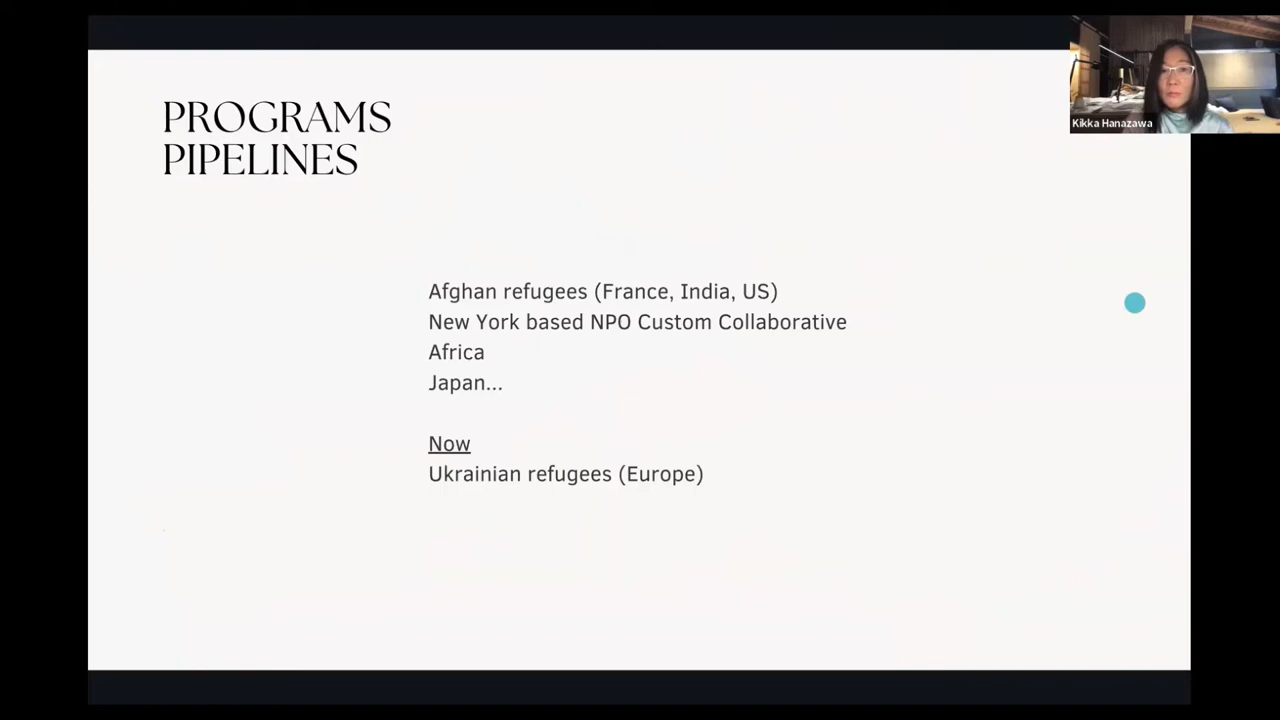 PROGRAMS
PIPELINES
Kikka Hanazawa
Afghan refugees (France, India, US)
New York based NPO Custom Collaborative
Africa
Japan...
Now
Ukrainian refugees (Europe)